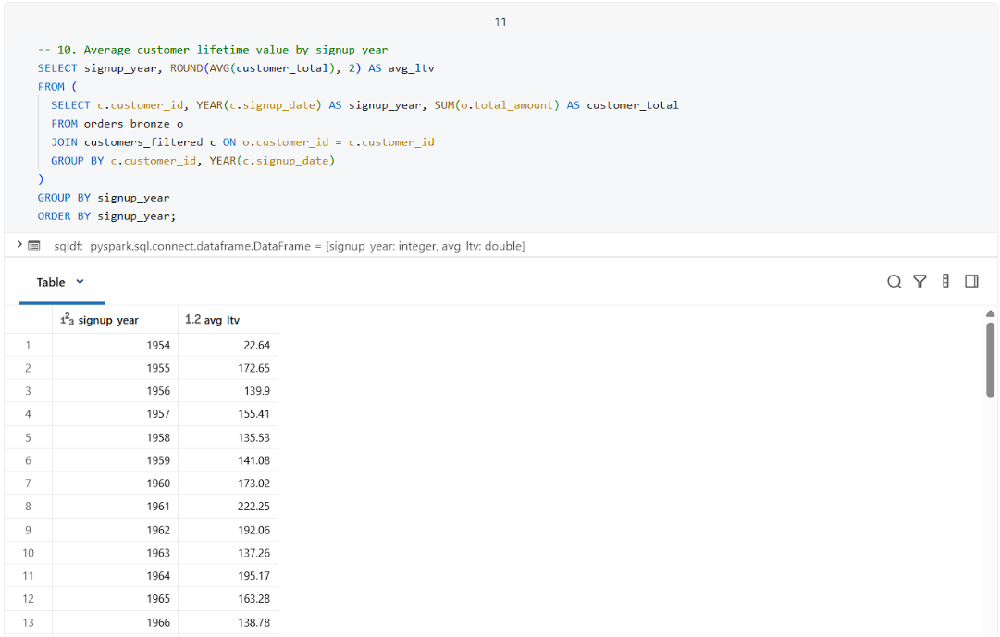 11
-- 10. Average customer lifetime value by signup year
SELECT signup_year, ROUND(AVG(customer_total), 2) AS avg_ltv
FROM (
SELECT c.customer_id, YEAR(c.signup_date) AS signup_year, SUM(o.total_amount) AS customer_total
FROM orders_bronze o
JOIN customers_filtered c ON o.customer_id = c.customer_id
GROUP BY c.customer_id, YEAR(c.signup_date)
)
GROUP BY signup_year
ORDER BY signup_year;
_sqldf: pyspark.sql.connect.dataframe.DataFrame = [signup_year: integer, avg_ltv: double]
Table
123 signup_year 1.2 avg_ltv
1 1954 22.64
2 1955 172.65
3 1956 139.9
4 1957 155.41
5 1958 135.53
6 1959 141.08
7 1960 173.02
8 1961 222.25
9 1962 192.06
10 1963 137.26
11 1964 195.17
12 1965 163.28
13 1966 138.78